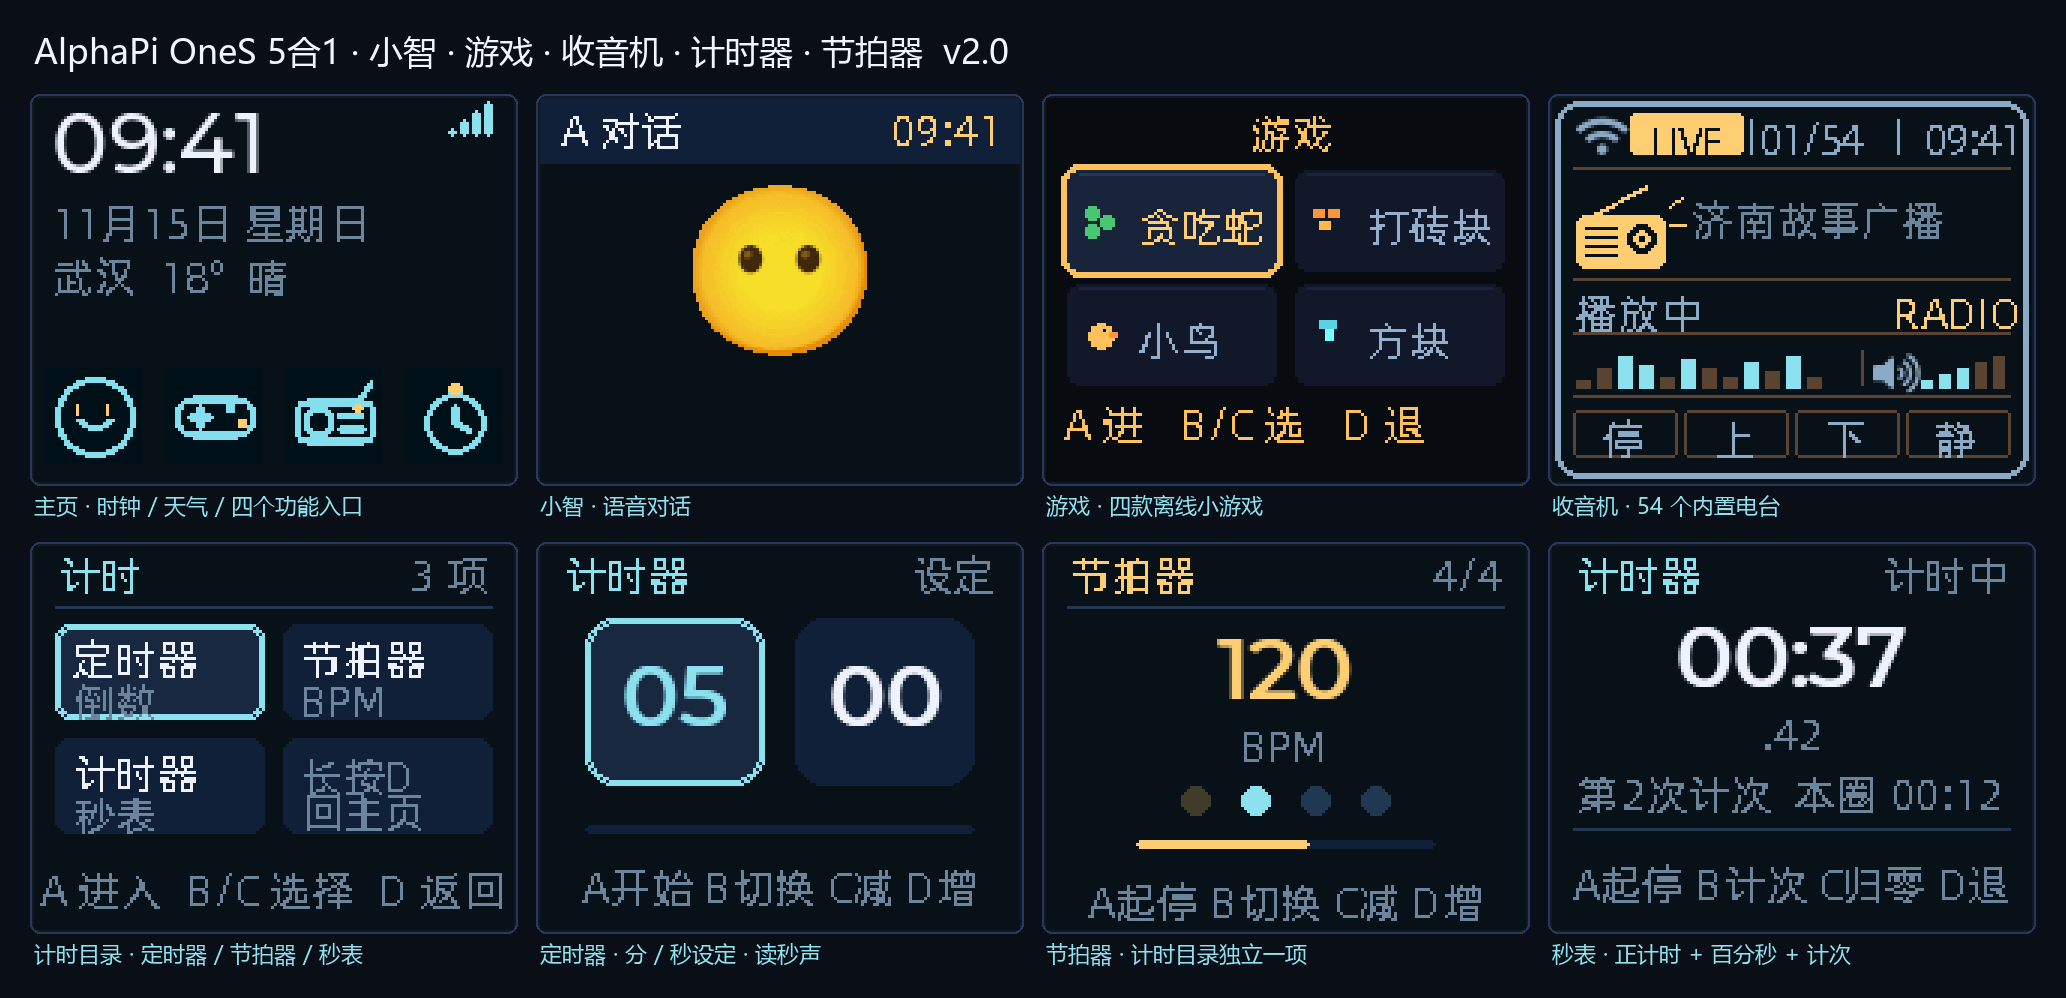 AlphaPi OneS 5合1 · 小智 · 游戏 · 收音机 · 计时器 · 节拍器  v2.0
09:41
11月15日 星期日
武汉 18° 晴
主页 · 时钟 / 天气 / 四个功能入口
A 对话 09:41
小智 · 语音对话
游戏
贪吃蛇 打砖块
小鸟 方块
A 进 B/C 选 D 退
游戏 · 四款离线小游戏
LIVE 01/54 | 09:41
济南故事广播
播放中 RADIO
停 上 下 静
收音机 · 54 个内置电台
计时 3 项
定时器 节拍器
倒数 BPM
计时器 长按D
秒表 回主页
A 进入 B/C 选择 D 返回
计时目录 · 定时器 / 节拍器 / 秒表
计时器 设定
05 00
A开始 B切换 C减 D增
定时器 · 分 / 秒设定 · 读秒声
节拍器 4/4
120
BPM
A起停 B切换 C减 D增
节拍器 · 计时目录独立一项
计时器 计时中
00:37
.42
第2次计次 本圈 00:12
A起停 B计次 C归零 D退
秒表 · 正计时 + 百分秒 + 计次